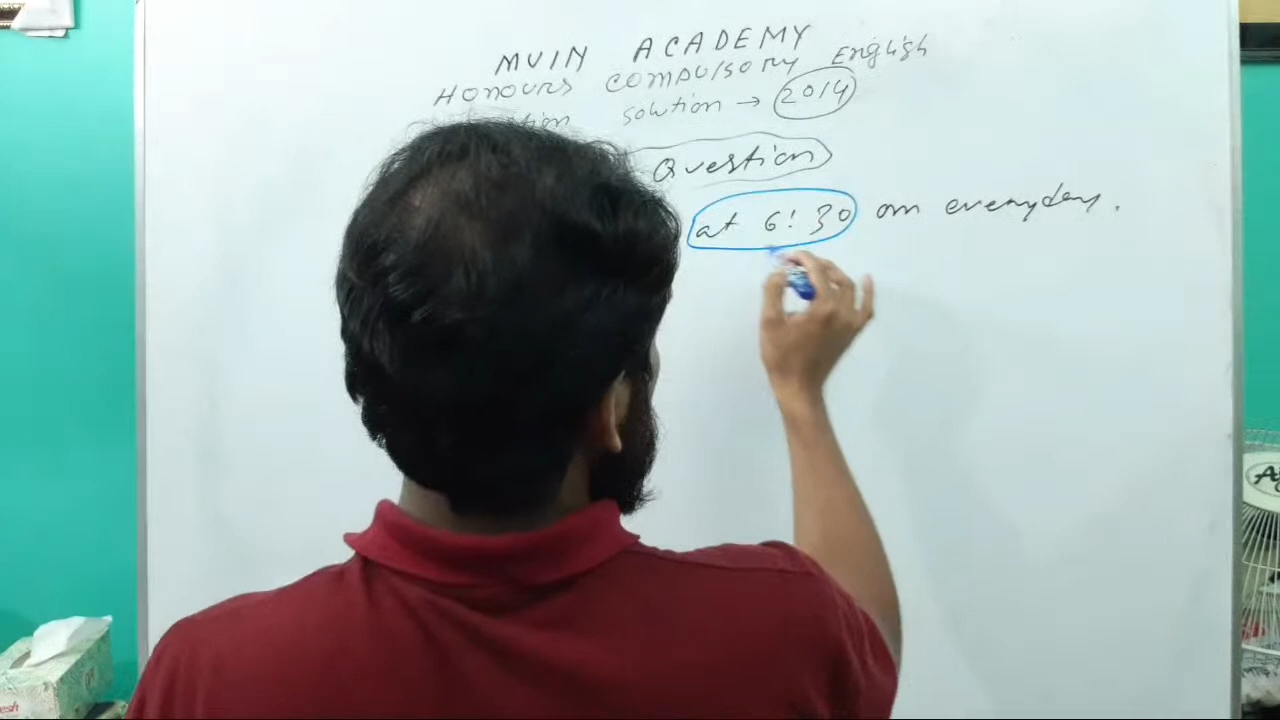 MUIN ACADEMY
Honours compulsory English
solution → 2014
Question
at 6:30 am everyday.